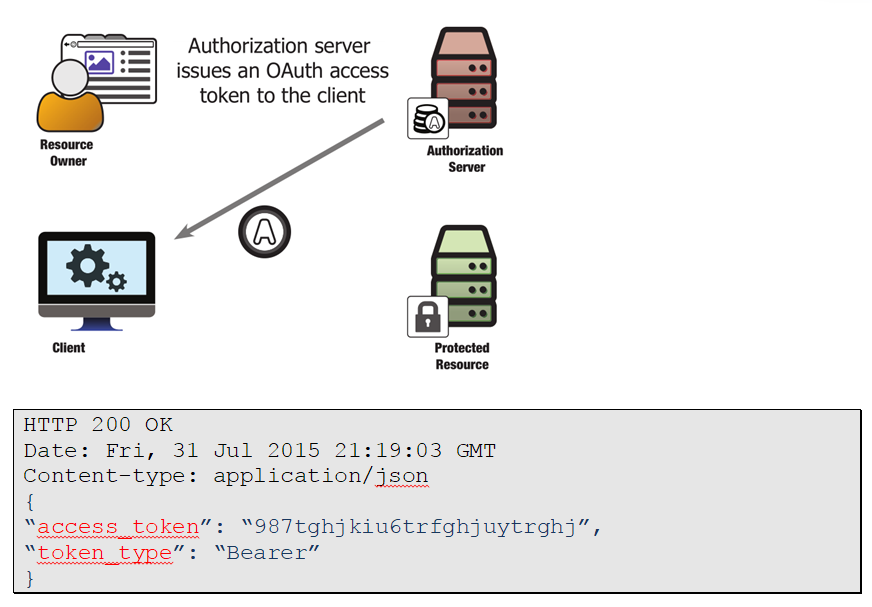 Authorization server
issues an OAuth access
token to the client
Resource
Owner
Authorization
Server
A
A
Client
Protected
Resource
HTTP 200 OK
Date: Fri, 31 Jul 2015 21:19:03 GMT
Content-type: application/json
{
“access_token”: “987tghjkiu6trfghjuytrghj”,
“token_type”: “Bearer”
}